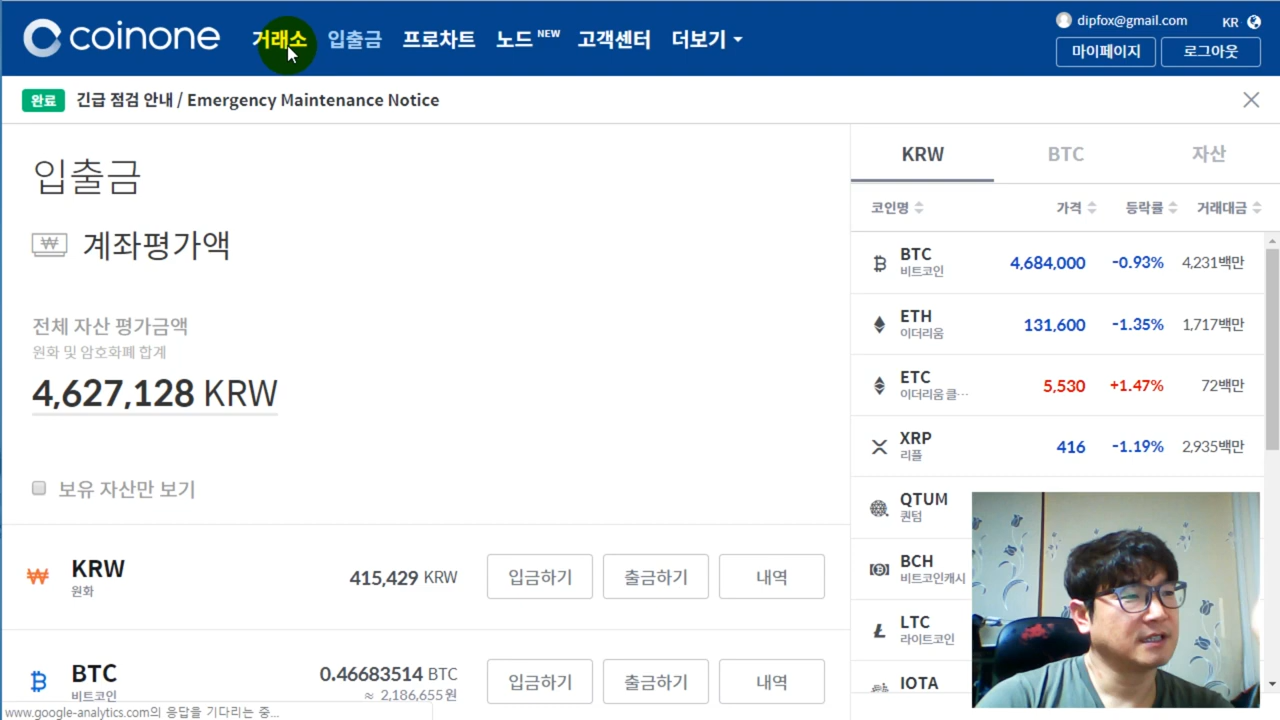 coinone 거래소 입출금 프로차트 노드 NEW 고객센터 더보기
dipfox@gmail.com KR
마이페이지 로그아웃
완료 긴급 점검 안내 / Emergency Maintenance Notice
입출금
계좌평가액
전체 자산 평가금액
원화 및 암호화폐 합계
4,627,128 KRW
보유 자산만 보기
KRW 415,429 KRW 입금하기 출금하기 내역
원화
BTC 0.46683514 BTC 입금하기 출금하기 내역
비트코인 ≈ 2,186,655원
www.google-analytics.com의 응답을 기다리는 중...
KRW BTC 자산
코인명 가격 등락률 거래대금
BTC 4,684,000 -0.93% 4,231백만
비트코인
ETH 131,600 -1.35% 1,717백만
이더리움
ETC 5,530 +1.47% 72백만
이더리움 클…
XRP 416 -1.19% 2,935백만
리플
QTUM
퀀텀
BCH
비트코인캐시
LTC
라이트코인
IOTA